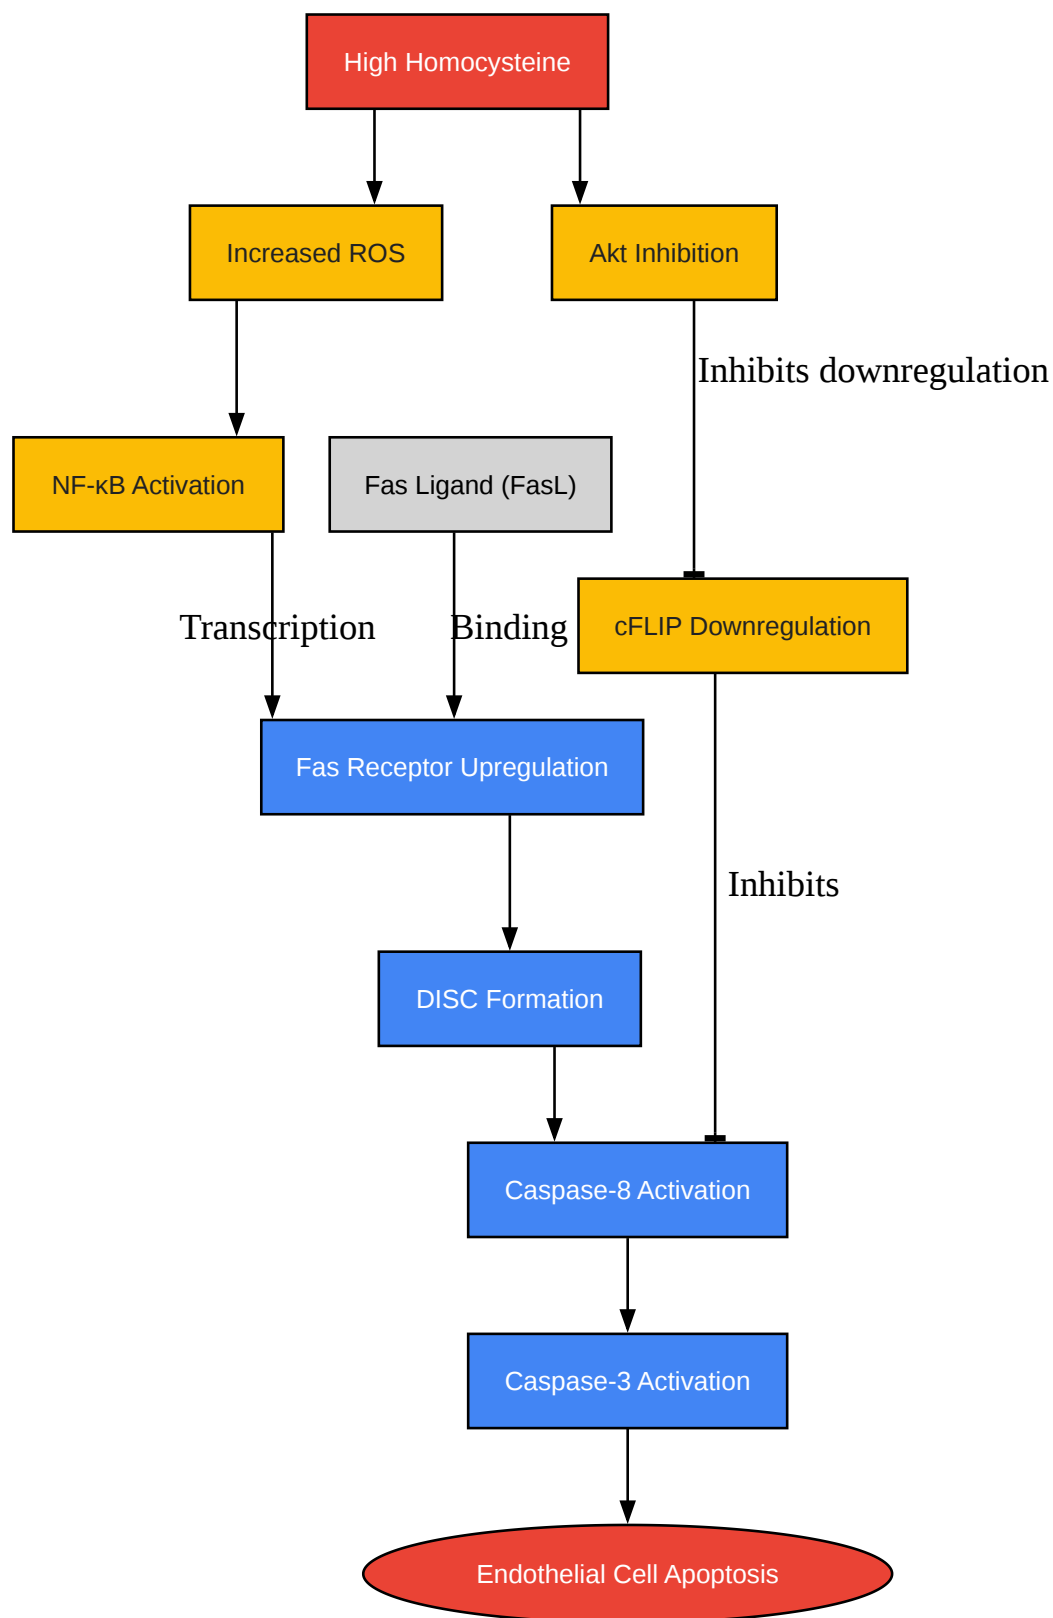 High Homocysteine
Increased ROS
Akt Inhibition
Inhibits downregulation
NF-κB Activation
Fas Ligand (FasL)
Transcription
Binding
cFLIP Downregulation
Fas Receptor Upregulation
Inhibits
DISC Formation
Caspase-8 Activation
Caspase-3 Activation
Endothelial Cell Apoptosis